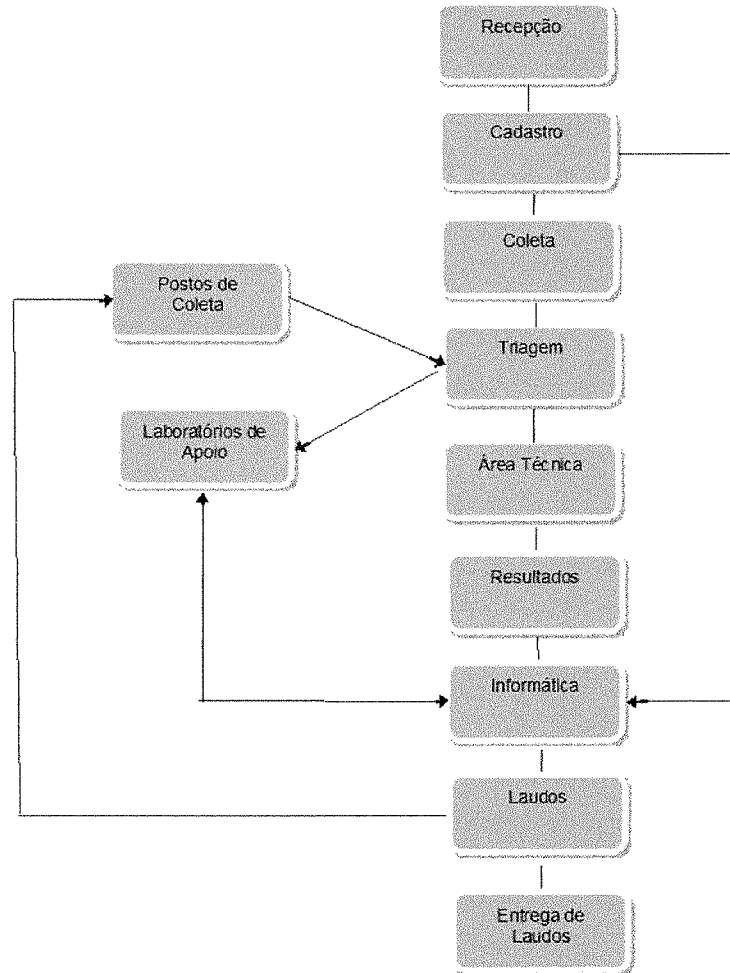 Recepção
Cadastro
Coleta
Postos de
Coleta
Triagem
Laboratórios de
Apoio
Área Técnica
Resultados
Informática
Laudos
Entrega de
Laudos